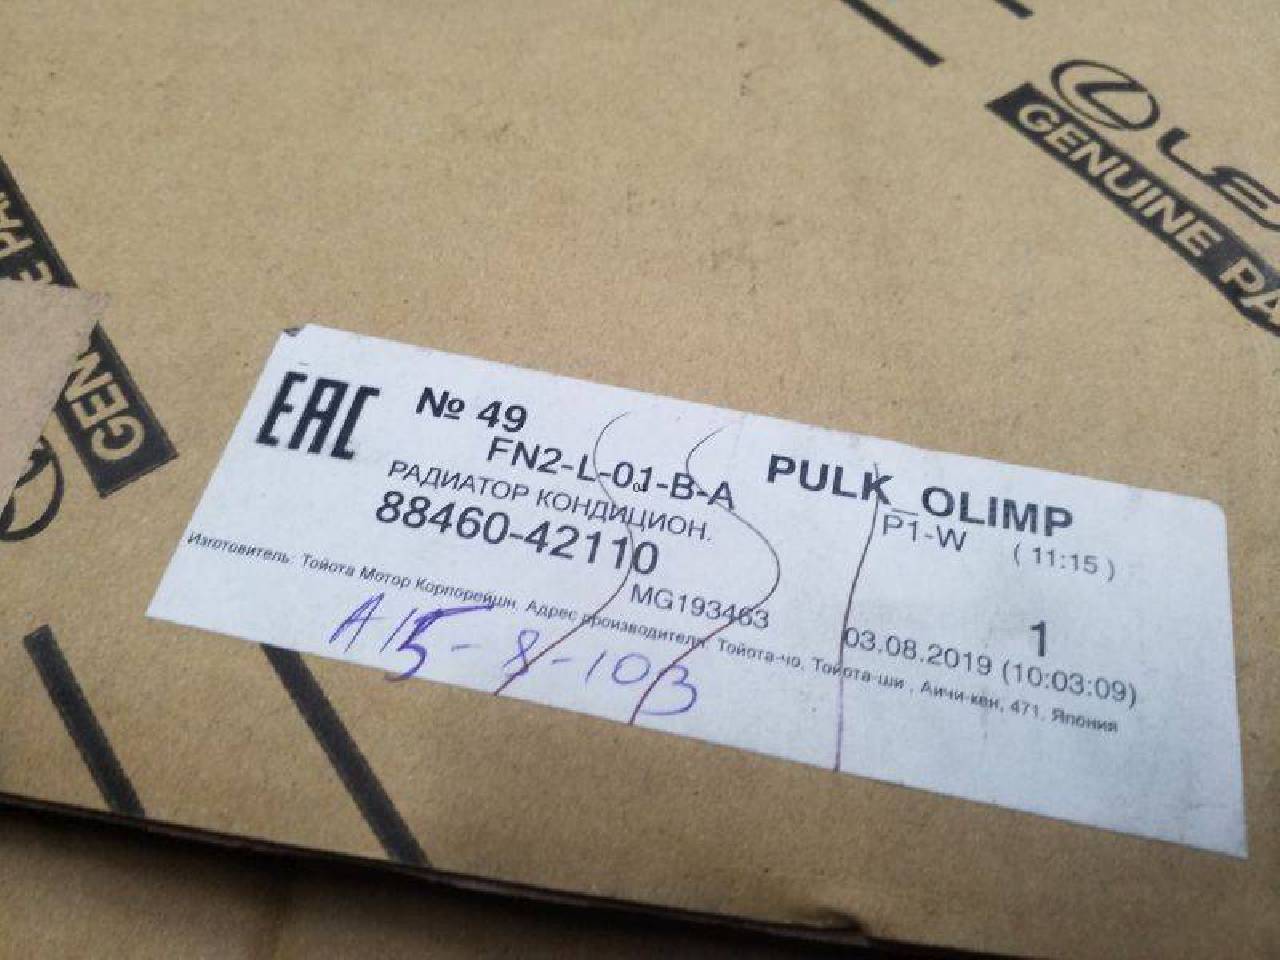 LE
GENUINE PA
E PA
GEN
EAC
№ 49
FN2-L-01-B-A
PULK_OLIMP
РАДИАТОР КОНДИЦИОН.
P1-W (11:15)
88460-42110
MG193463
1
03.08.2019 (10:03:09)
Изготовитель: Тойота Мотор Корпорейшн. Адрес производителя: Тойота-чо, Тойота-ши, Аичи-кен, 471, Япония
A15-8-103